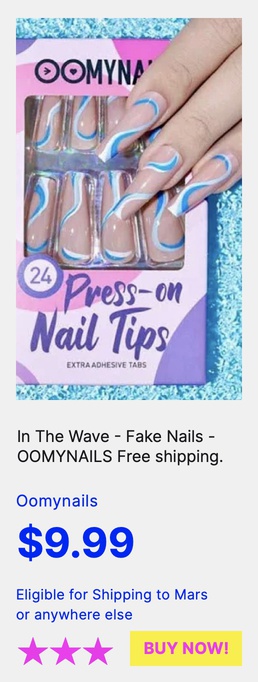 OOMYNAI
24
Press-on
Nail Tips
EXTRA ADHESIVE TABS
In The Wave - Fake Nails -
OOMYNAILS Free shipping.
Oomynails
$9.99
Eligible for Shipping to Mars
or anywhere else
BUY NOW!